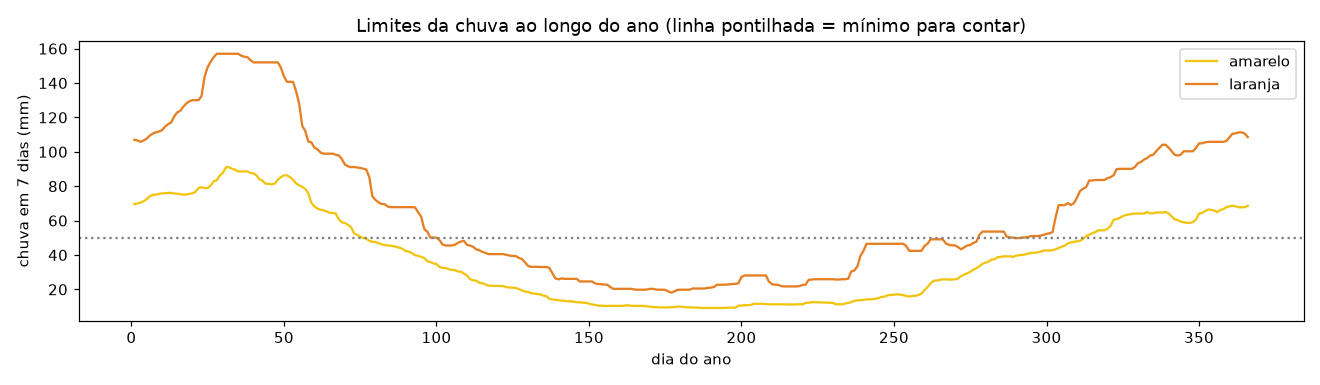 Limites da chuva ao longo do ano (linha pontilhada = mínimo para contar)
chuva em 7 dias (mm)
160
140
120
100
80
60
40
20
amarelo
laranja
0 50 100 150 200 250 300 350
dia do ano